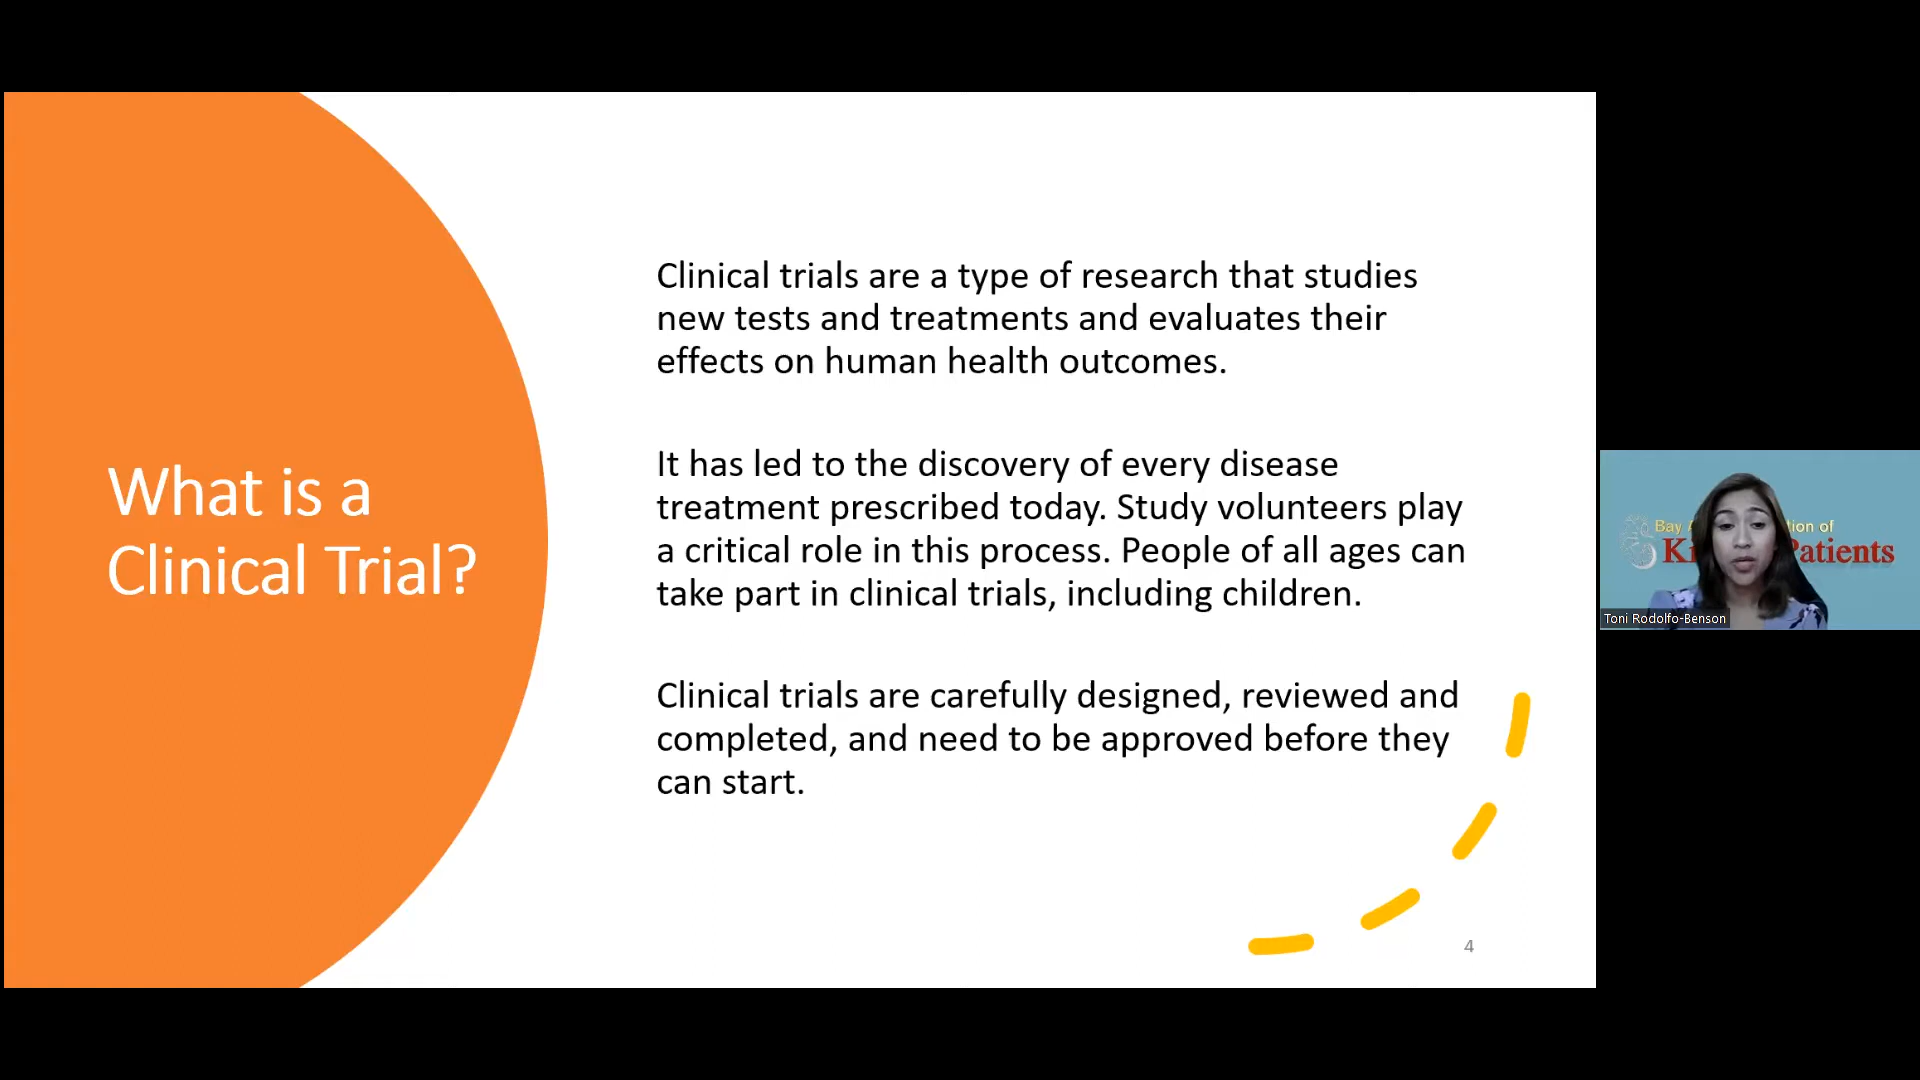 What is a
Clinical Trial?
Clinical trials are a type of research that studies
new tests and treatments and evaluates their
effects on human health outcomes.
It has led to the discovery of every disease
treatment prescribed today. Study volunteers play
a critical role in this process. People of all ages can
take part in clinical trials, including children.
Clinical trials are carefully designed, reviewed and
completed, and need to be approved before they
can start.
4
Bay of
Patients
Toni Rodolfo-Benson